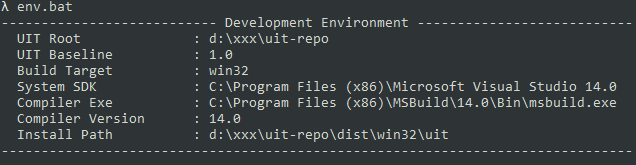 λ env.bat
--------------------------- Development Environment ------------------------------
UIT Root : d:\xxx\uit-repo
UIT Baseline : 1.0
Build Target : win32
System SDK : C:\Program Files (x86)\Microsoft Visual Studio 14.0
Compiler Exe : C:\Program Files (x86)\MSBuild\14.0\Bin\msbuild.exe
Compiler Version : 14.0
Install Path : d:\xxx\uit-repo\dist\win32\uit
-------------------------------------------------------------------------------